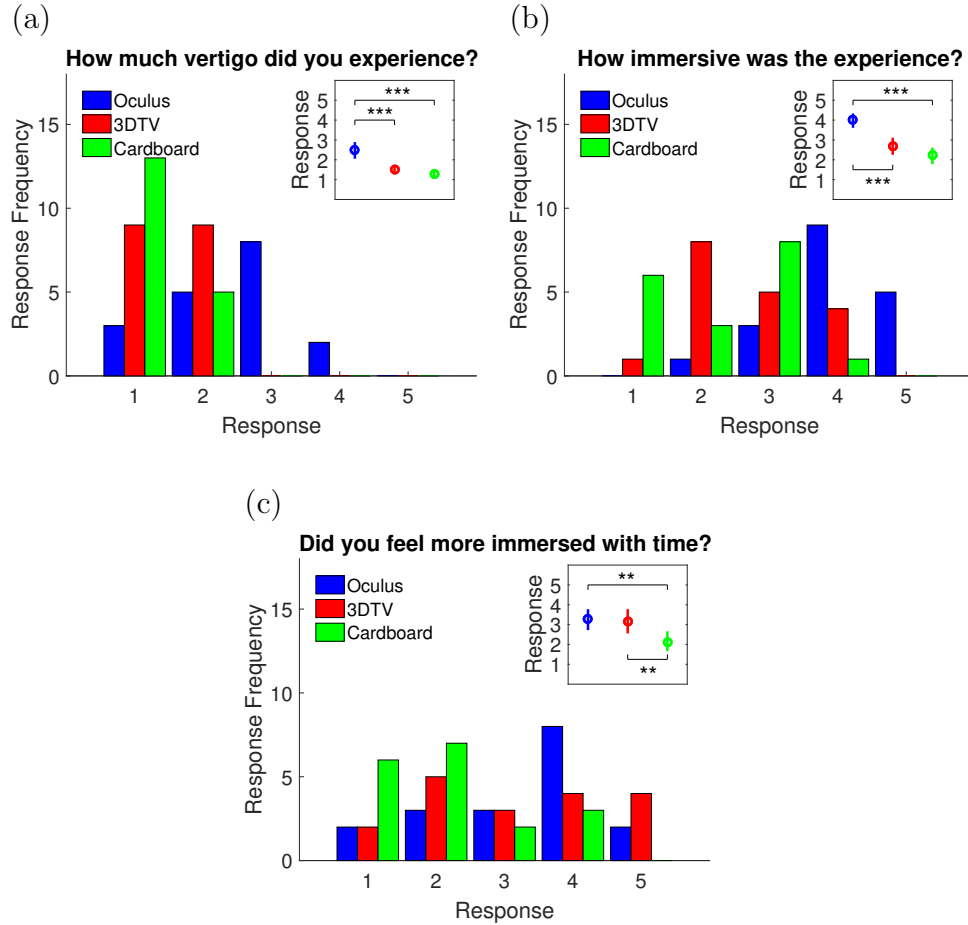 (a)
How much vertigo did you experience?
Oculus
3DTV
Cardboard
Response Frequency
15
10
5
0
1 2 3 4 5
Response
Response
5
4
3
2
1
***
***
(b)
How immersive was the experience?
Oculus
3DTV
Cardboard
Response Frequency
15
10
5
0
1 2 3 4 5
Response
Response
5
4
3
2
1
***
***
(c)
Did you feel more immersed with time?
Oculus
3DTV
Cardboard
Response Frequency
15
10
5
0
1 2 3 4 5
Response
Response
5
4
3
2
1
**
**